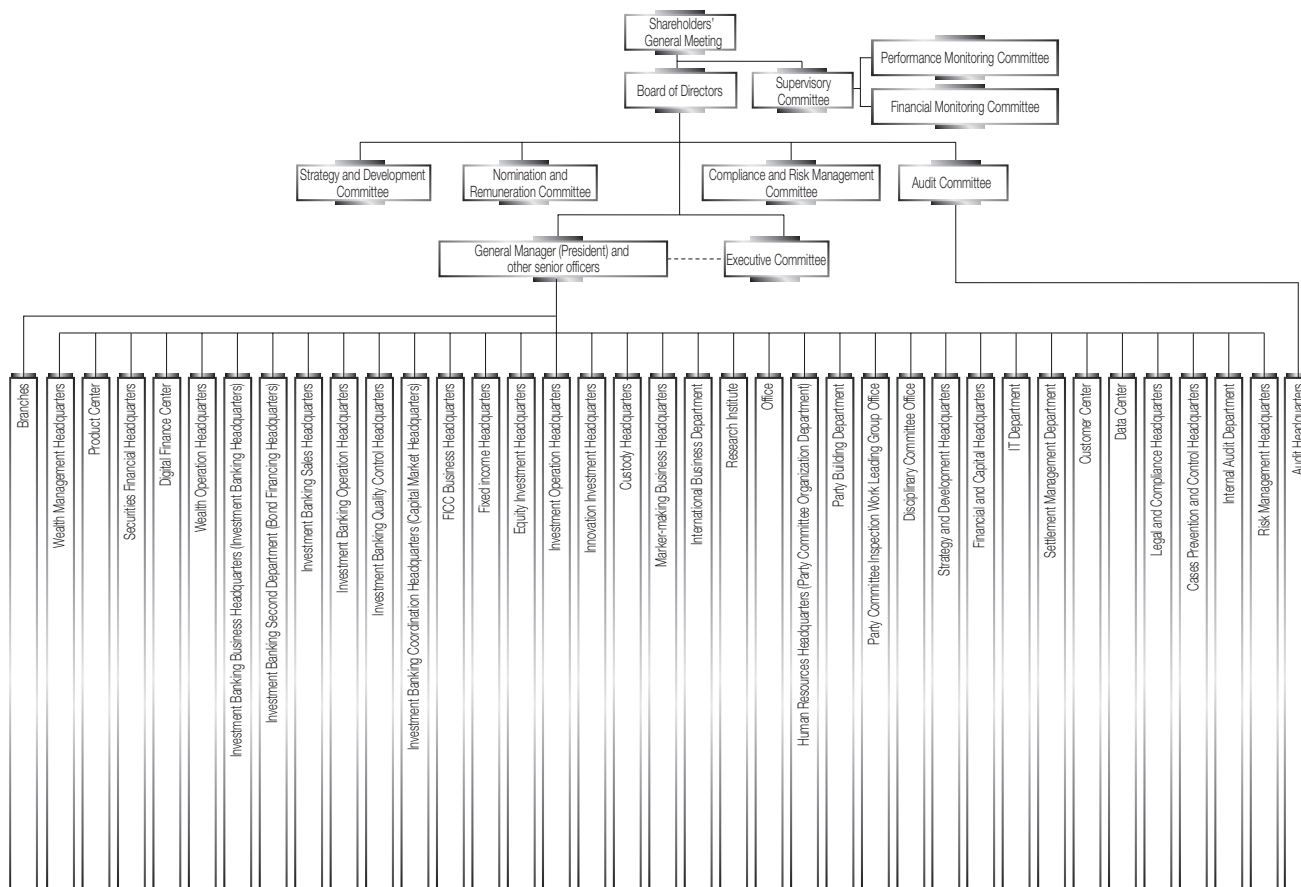 Shareholders'
General Meeting
Performance Monitoring Committee
Board of Directors
Supervisory
Committee
Financial Monitoring Committee
Strategy and Development
Committee
Nomination and
Remuneration Committee
Compliance and Risk Management
Committee
Audit Committee
General Manager (President) and
other senior officers
Executive Committee
Branches
Wealth Management Headquarters
Product Center
Securities Financial Headquarters
Digital Finance Center
Wealth Operation Headquarters
Investment Banking Business Headquarters (Investment Banking Headquarters)
Investment Banking Second Department (Bond Financing Headquarters)
Investment Banking Sales Headquarters
Investment Banking Operation Headquarters
Investment Banking Quality Control Headquarters
Investment Banking Coordination Headquarters (Capital Market Headquarters)
FICC Business Headquarters
Fixed income Headquarters
Equity Investment Headquarters
Investment Operation Headquarters
Innovation Investment Headquarters
Custody Headquarters
Marker-making Business Headquarters
International Business Department
Research Institute
Office
Human Resources Headquarters (Party Committee Organization Department)
Party Building Department
Party Committee Inspection Work Leading Group Office
Disciplinary Committee Office
Strategy and Development Headquarters
Financial and Capital Headquarters
IT Department
Settlement Management Department
Customer Center
Data Center
Legal and Compliance Headquarters
Cases Prevention and Control Headquarters
Internal Audit Department
Risk Management Headquarters
Audit Headquarters